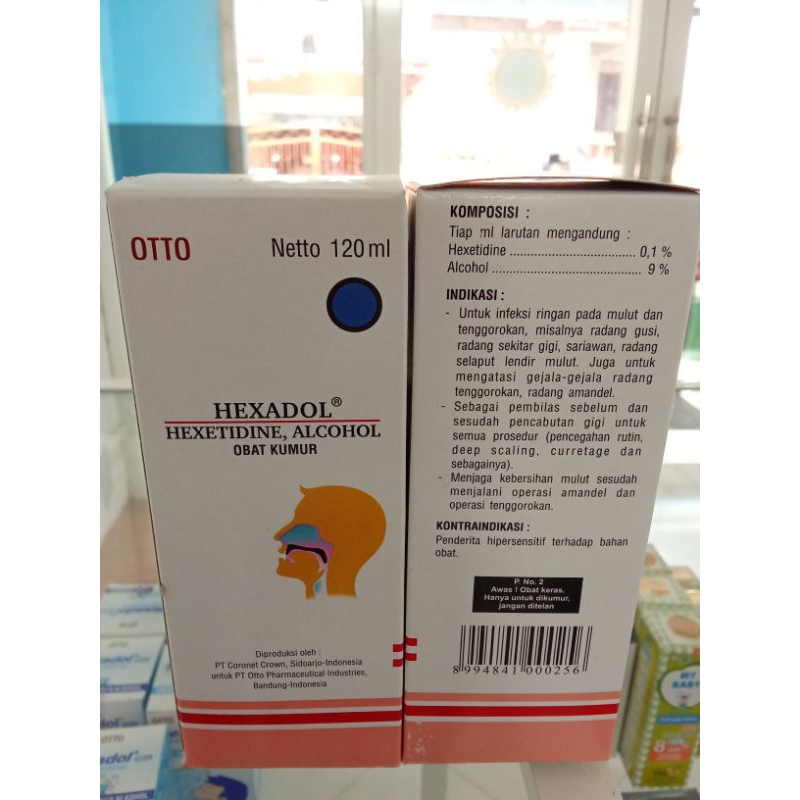 OTTO
Netto 120 ml
HEXADOL®
HEXETIDINE, ALCOHOL
OBAT KUMUR
Diproduksi oleh :
PT Coronet Crown, Sidoarjo-Indonesia
untuk PT Otto Pharmaceutical Industries,
Bandung-Indonesia
KOMPOSISI :
Tiap ml larutan mengandung :
Hexetidine ..................................... 0,1 %
Alcohol ............................................ 9 %
INDIKASI :
- Untuk infeksi ringan pada mulut dan
tenggorokan, misalnya radang gusi,
radang sekitar gigi, sariawan, radang
selaput lendir mulut. Juga untuk
mengatasi gejala-gejala radang
tenggorokan, radang amandel.
- Sebagai pembilas sebelum dan
sesudah pencabutan gigi untuk
semua prosedur (pencegahan rutin,
deep scaling, curretage dan
sebagainya).
- Menjaga kebersihan mulut sesudah
menjalani operasi amandel dan
operasi tenggorokan.
KONTRAINDIKASI :
Penderita hipersensitif terhadap bahan
obat.
P. No. 2
Awas ! Obat keras.
Hanya untuk dikumur,
jangan ditelan
8 994841 000256
OTTO
MY
BABY
8